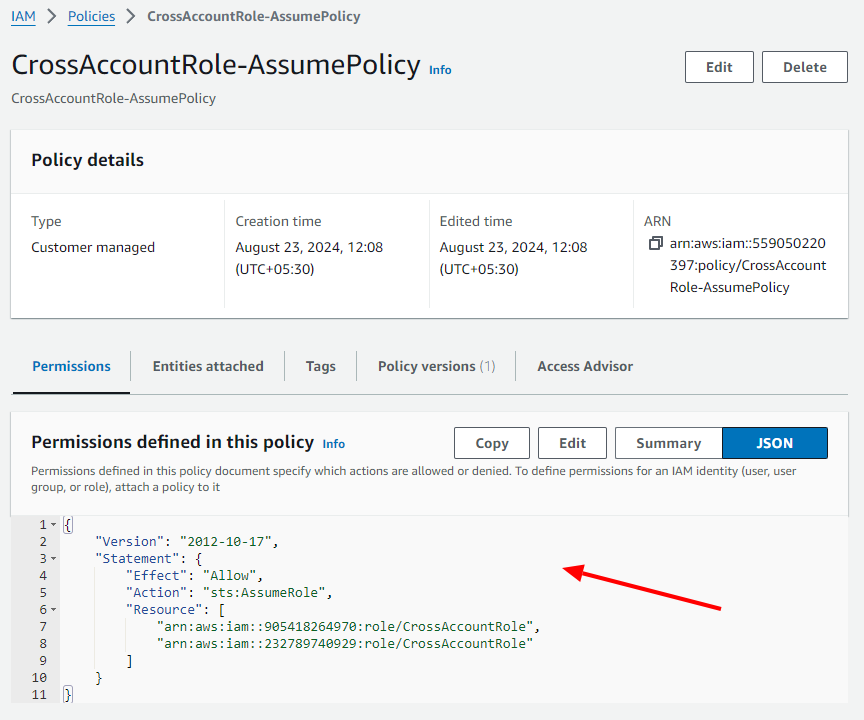 IAM > Policies > CrossAccountRole-AssumePolicy
CrossAccountRole-AssumePolicy Info
Edit
Delete
CrossAccountRole-AssumePolicy
Policy details
Type
Customer managed
Creation time
August 23, 2024, 12:08
(UTC+05:30)
Edited time
August 23, 2024, 12:08
(UTC+05:30)
ARN
arn:aws:iam::559050220
397:policy/CrossAccount
Role-AssumePolicy
Permissions
Entities attached
Tags
Policy versions (1)
Access Advisor
Permissions defined in this policy Info
Copy
Edit
Summary
JSON
Permissions defined in this policy document specify which actions are allowed or denied. To define permissions for an IAM identity (user, user
group, or role), attach a policy to it
1 {
2     "Version": "2012-10-17",
3     "Statement": {
4         "Effect": "Allow",
5         "Action": "sts:AssumeRole",
6         "Resource": [
7             "arn:aws:iam::905418264970:role/CrossAccountRole",
8             "arn:aws:iam::232789740929:role/CrossAccountRole"
9         ]
10     }
11 }